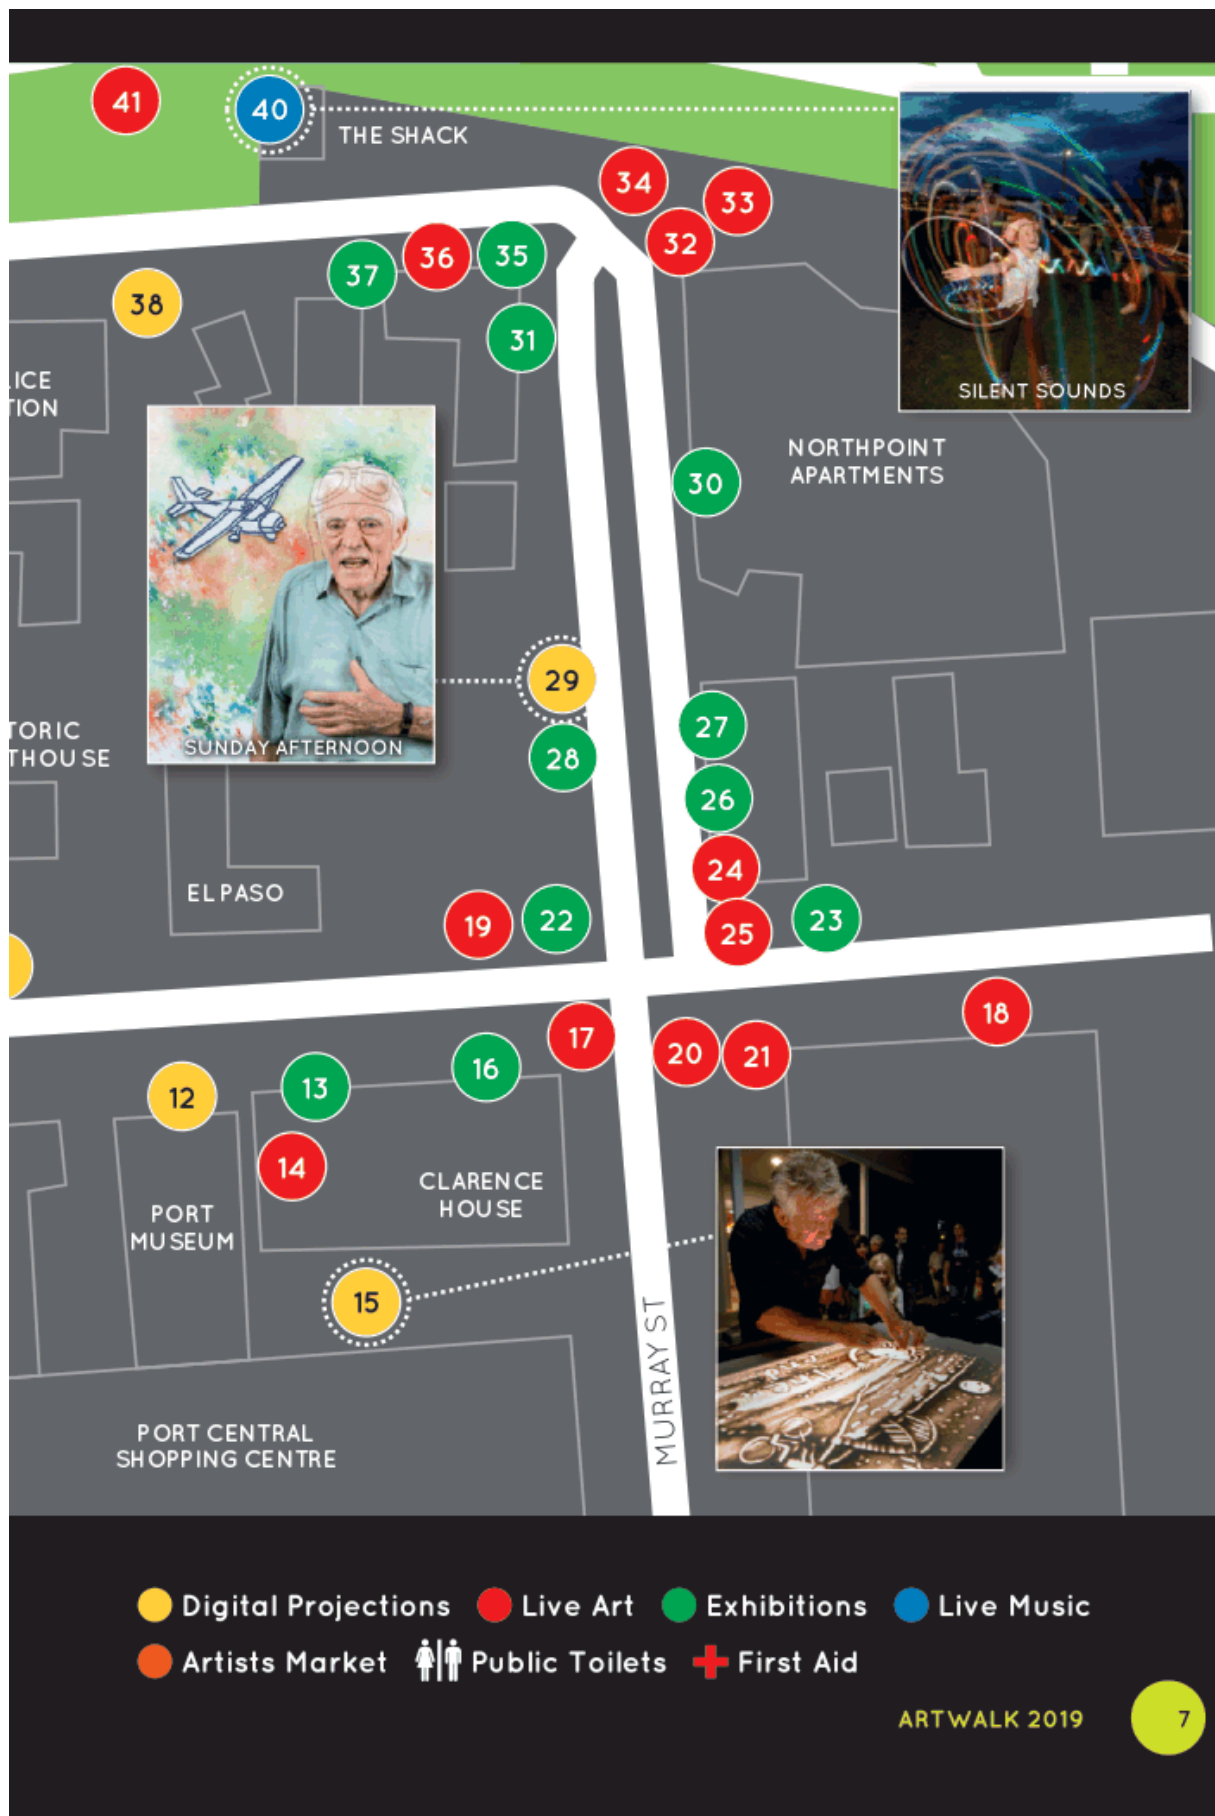 41
40
THE SHACK
34
33
32
36
35
37
38
31
SILENT SOUNDS
LICE
TION
NORTHPOINT
APARTMENTS
30
29
27
TORIC
THOUSE
SUNDAY AFTERNOON
28
26
24
EL PASO
19
22
25
23
18
17
20
21
16
13
12
14
CLARENCE
HOUSE
PORT
MUSEUM
15
MURRAY ST
PORT CENTRAL
SHOPPING CENTRE
Digital Projections
Live Art
Exhibitions
Live Music
Artists Market
Public Toilets
First Aid
ARTWALK 2019
7